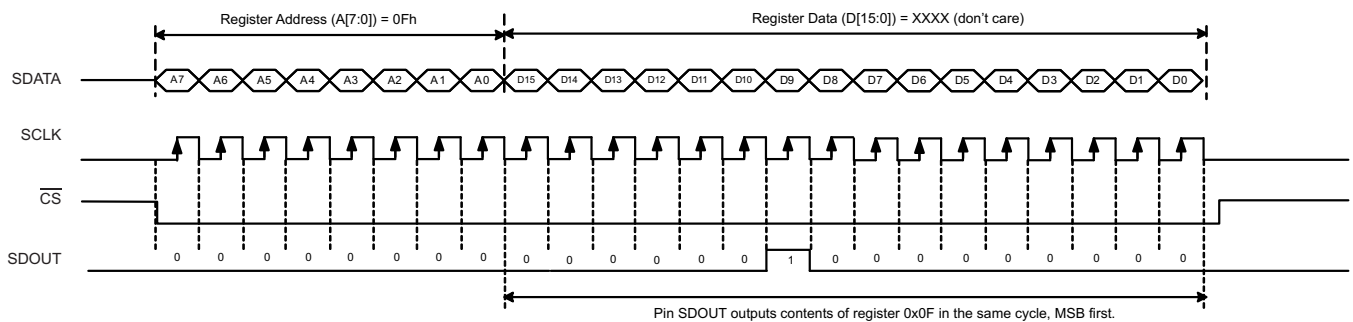 Register Address (A[7:0]) = 0Fh Register Data (D[15:0]) = XXXX (don't care)
SDATA A7 A6 A5 A4 A3 A2 A1 A0 D15 D14 D13 D12 D11 D10 D9 D8 D7 D6 D5 D4 D3 D2 D1 D0
SCLK
CS
SDOUT 0 0 0 0 0 0 0 0 0 0 0 0 0 0 1 0 0 0 0 0 0 0 0 0
Pin SDOUT outputs contents of register 0x0F in the same cycle, MSB first.